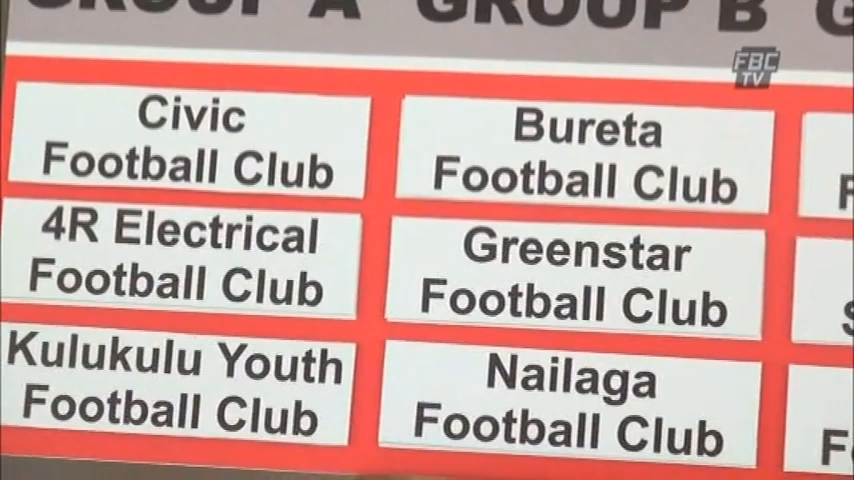 GROUP A GROUP B G
FBC
TV
Civic
Football Club
Bureta
Football Club
4R Electrical
Football Club
Greenstar
Football Club
Kulukulu Youth
Football Club
Nailaga
Football Club